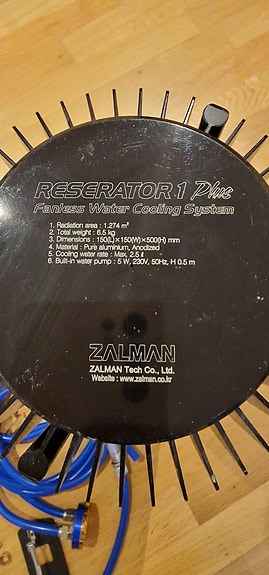 RESERATOR 1 Plus
Fanless Water Cooling System
1. Radiation area : 1.274 m²
2. Total weight : 6.5 kg
3. Dimensions : 150(L)×150(W)×500(H) mm
4. Material : Pure aluminium, Anodized
5. Cooling water rate : Max, 2.5 ℓ
6. Built-in water pump : 5 W, 230V, 50Hz, H 0.5 m
ZALMAN
ZALMAN Tech Co., Ltd.
Website : www.zalman.co.kr